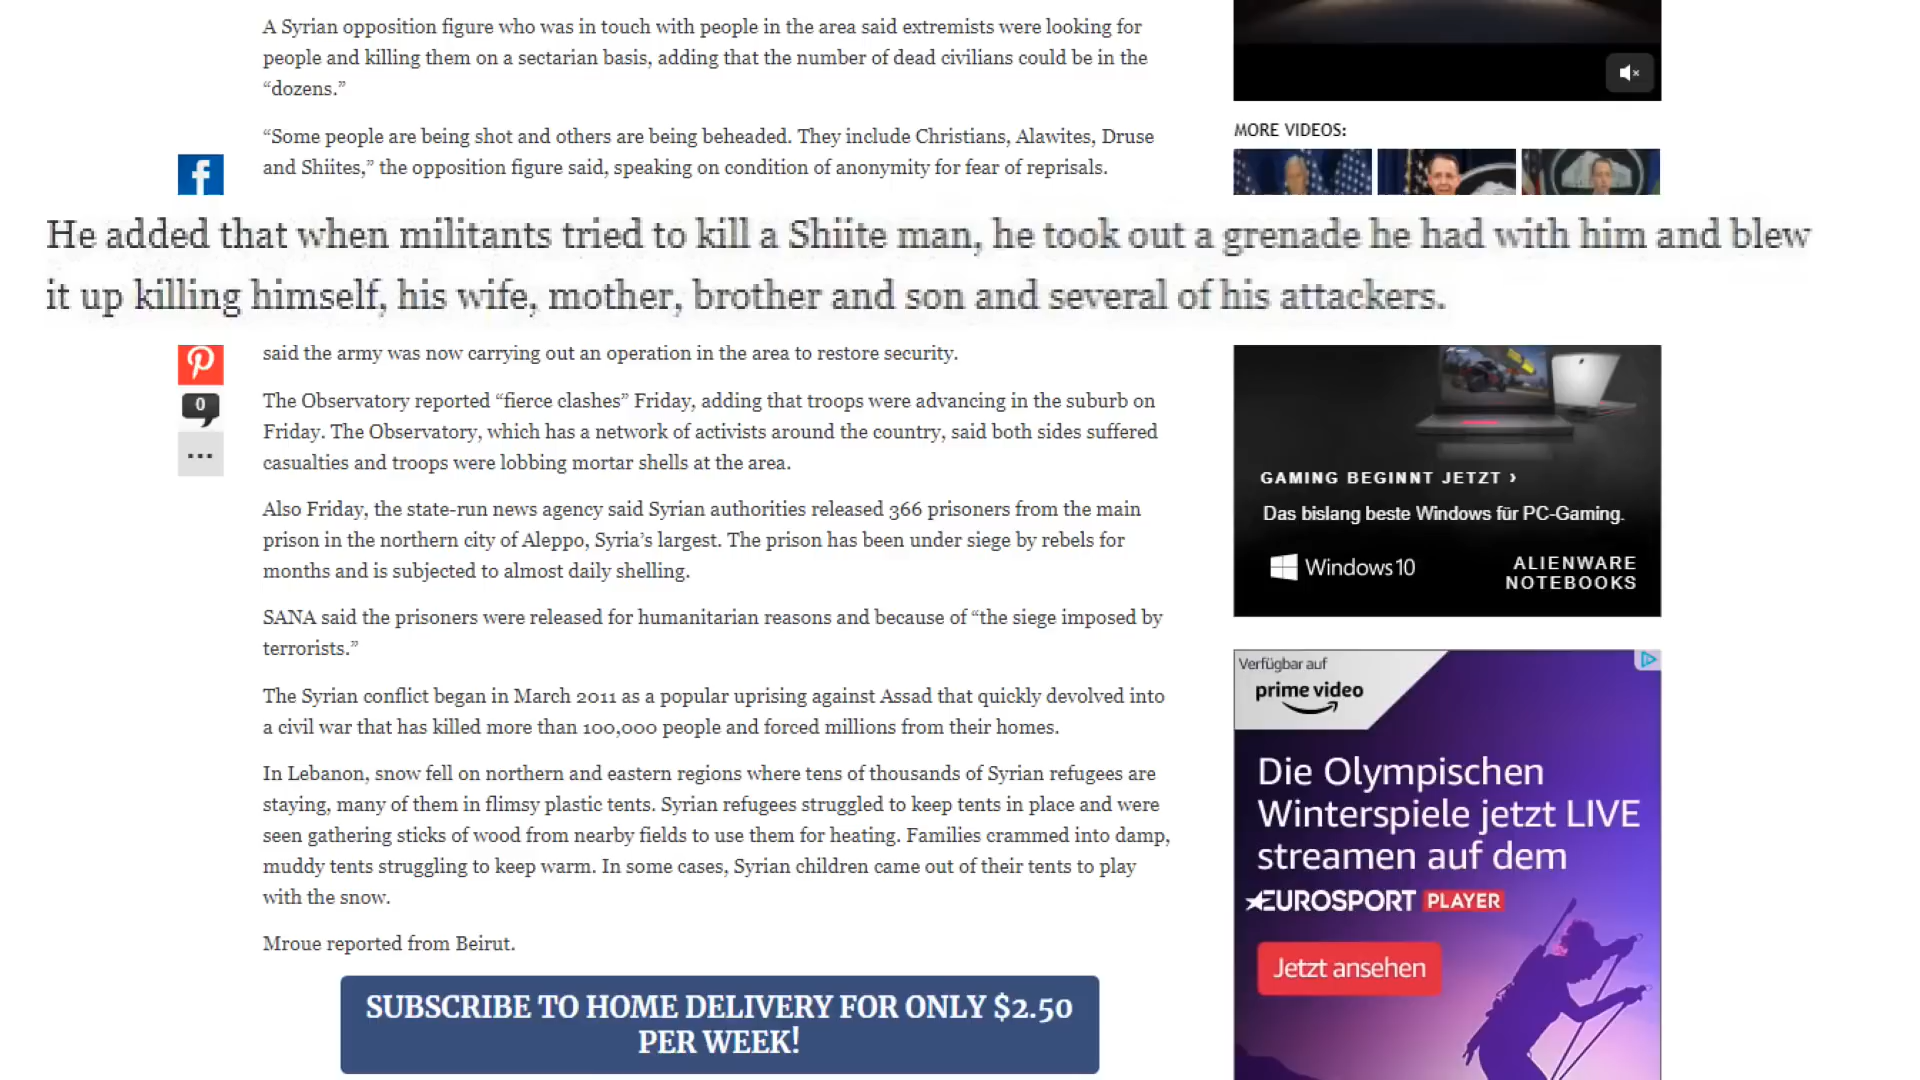 A Syrian opposition figure who was in touch with people in the area said extremists were looking for
people and killing them on a sectarian basis, adding that the number of dead civilians could be in the
“dozens.”
“Some people are being shot and others are being beheaded. They include Christians, Alawites, Druse
and Shiites,” the opposition figure said, speaking on condition of anonymity for fear of reprisals.
He added that when militants tried to kill a Shiite man, he took out a grenade he had with him and blew
it up killing himself, his wife, mother, brother and son and several of his attackers.
said the army was now carrying out an operation in the area to restore security.
The Observatory reported “fierce clashes” Friday, adding that troops were advancing in the suburb on
Friday. The Observatory, which has a network of activists around the country, said both sides suffered
casualties and troops were lobbing mortar shells at the area.
Also Friday, the state-run news agency said Syrian authorities released 366 prisoners from the main
prison in the northern city of Aleppo, Syria’s largest. The prison has been under siege by rebels for
months and is subjected to almost daily shelling.
SANA said the prisoners were released for humanitarian reasons and because of “the siege imposed by
terrorists.”
The Syrian conflict began in March 2011 as a popular uprising against Assad that quickly devolved into
a civil war that has killed more than 100,000 people and forced millions from their homes.
In Lebanon, snow fell on northern and eastern regions where tens of thousands of Syrian refugees are
staying, many of them in flimsy plastic tents. Syrian refugees struggled to keep tents in place and were
seen gathering sticks of wood from nearby fields to use them for heating. Families crammed into damp,
muddy tents struggling to keep warm. In some cases, Syrian children came out of their tents to play
with the snow.
Mroue reported from Beirut.
SUBSCRIBE TO HOME DELIVERY FOR ONLY $2.50
PER WEEK!
0
...
MORE VIDEOS:
GAMING BEGINNT JETZT ›
Das bislang beste Windows für PC-Gaming.
Windows 10
ALIENWARE
NOTEBOOKS
Verfügbar auf
prime video
Die Olympischen
Winterspiele jetzt LIVE
streamen auf dem
EUROSPORT PLAYER
Jetzt ansehen